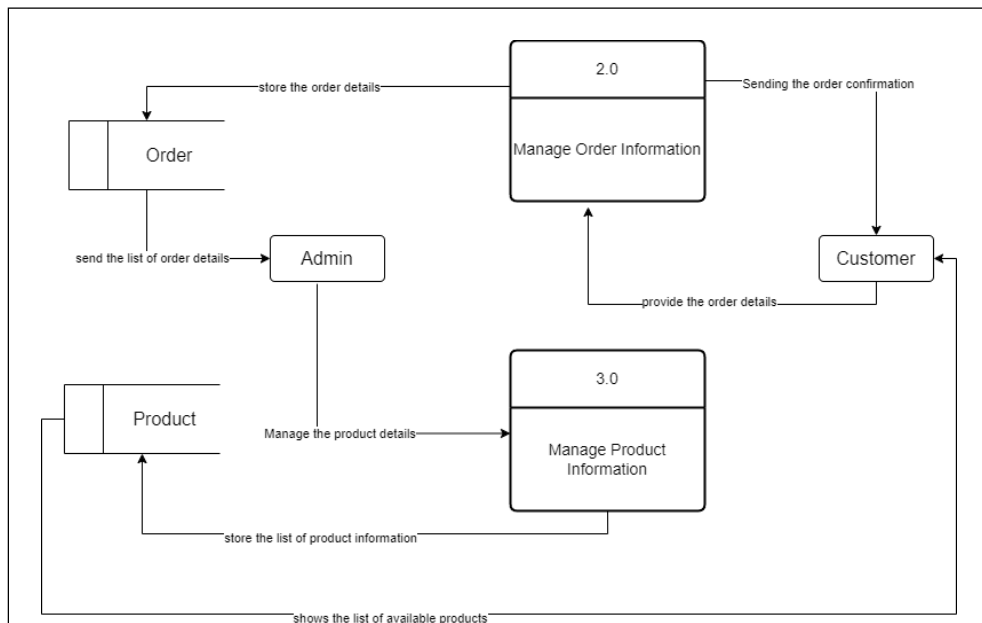 2.0
store the order details
Sending the order confirmation
Manage Order Information
Order
send the list of order details
Admin
Customer
provide the order details
3.0
Product
Manage the product details
Manage Product
Information
store the list of product information
shows the list of available products